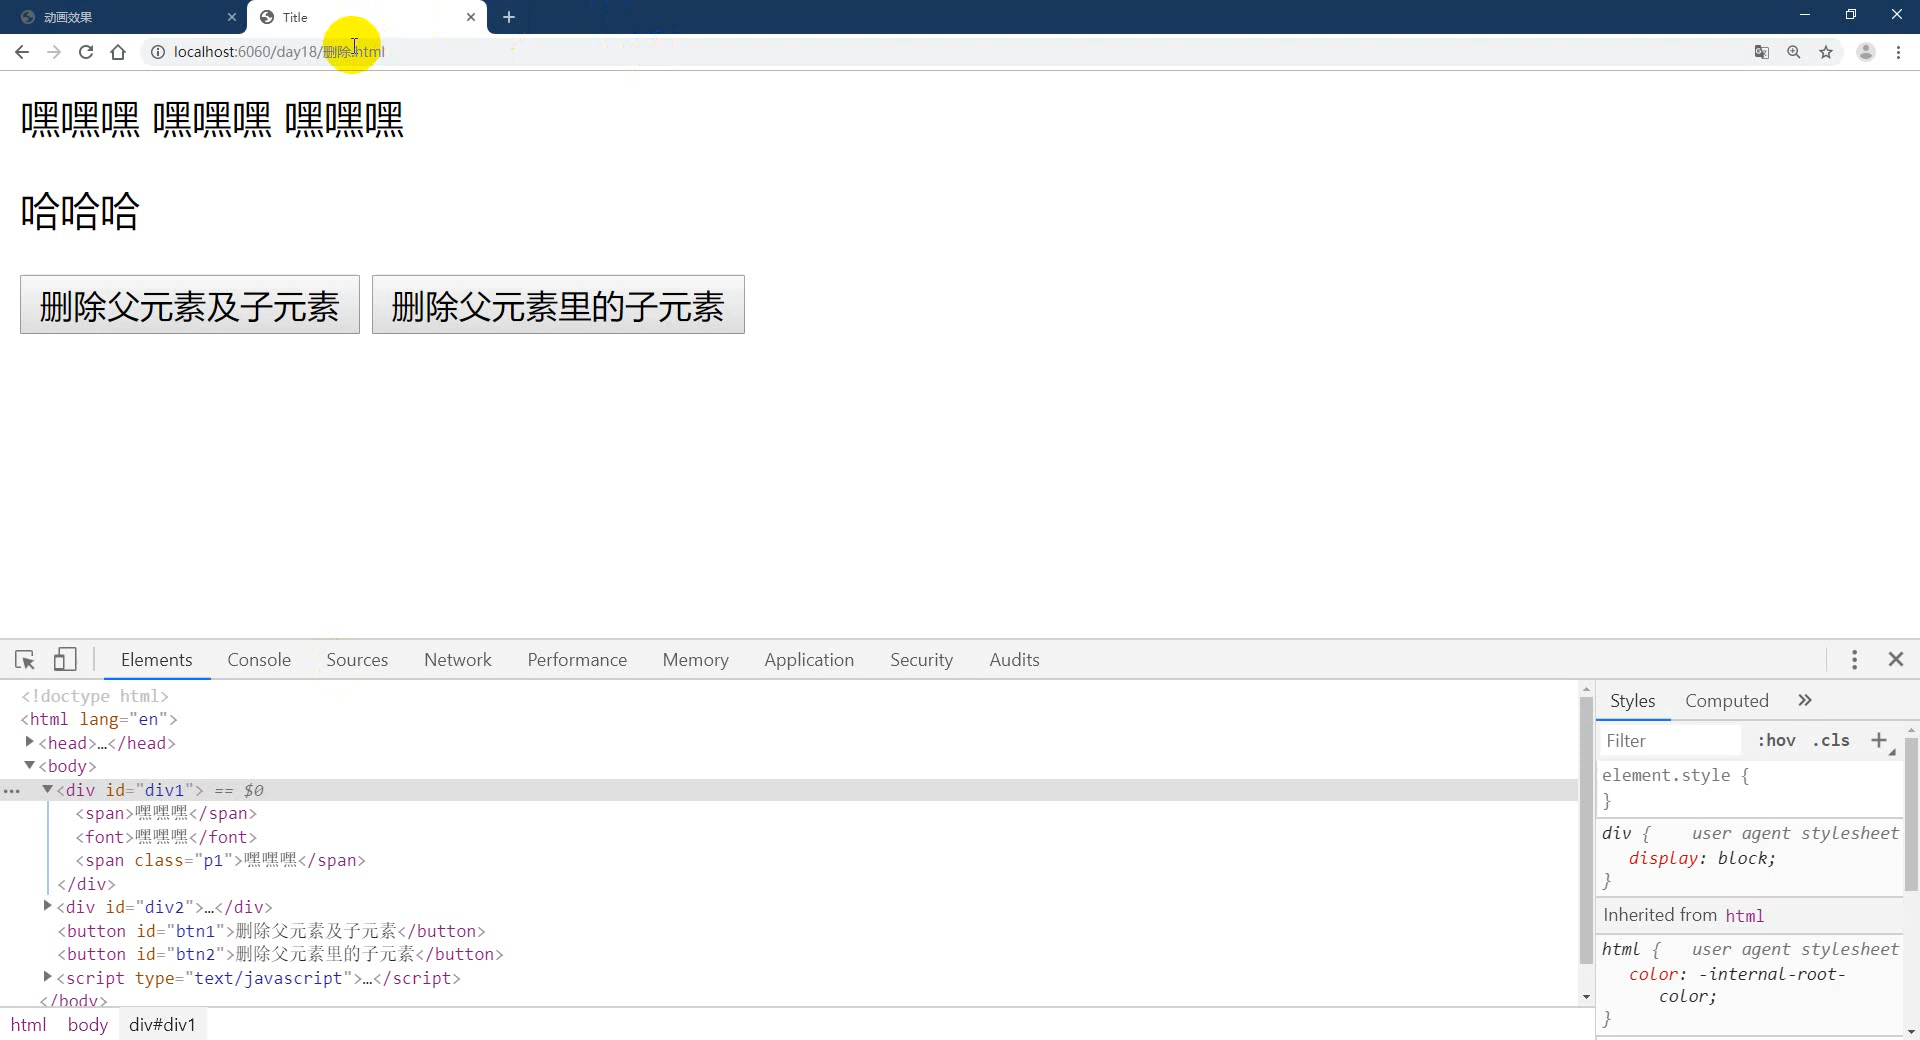 动画效果
Title
localhost:6060/day18/删除.html
嘿嘿嘿 嘿嘿嘿 嘿嘿嘿
哈哈哈
删除父元素及子元素 删除父元素里的子元素
Elements Console Sources Network Performance Memory Application Security Audits
<!doctype html>
<html lang="en">
<head>…</head>
<body>
<div id="div1"> == $0
<span>嘿嘿嘿</span>
<font>嘿嘿嘿</font>
<span class="p1">嘿嘿嘿</span>
</div>
<div id="div2">…</div>
<button id="btn1">删除父元素及子元素</button>
<button id="btn2">删除父元素里的子元素</button>
<script type="text/javascript">…</script>
</body>
html body div#div1
Styles Computed »
Filter :hov .cls +
element.style {
}
div { user agent stylesheet
display: block;
}
Inherited from html
html { user agent stylesheet
color: -internal-root-
color;
}